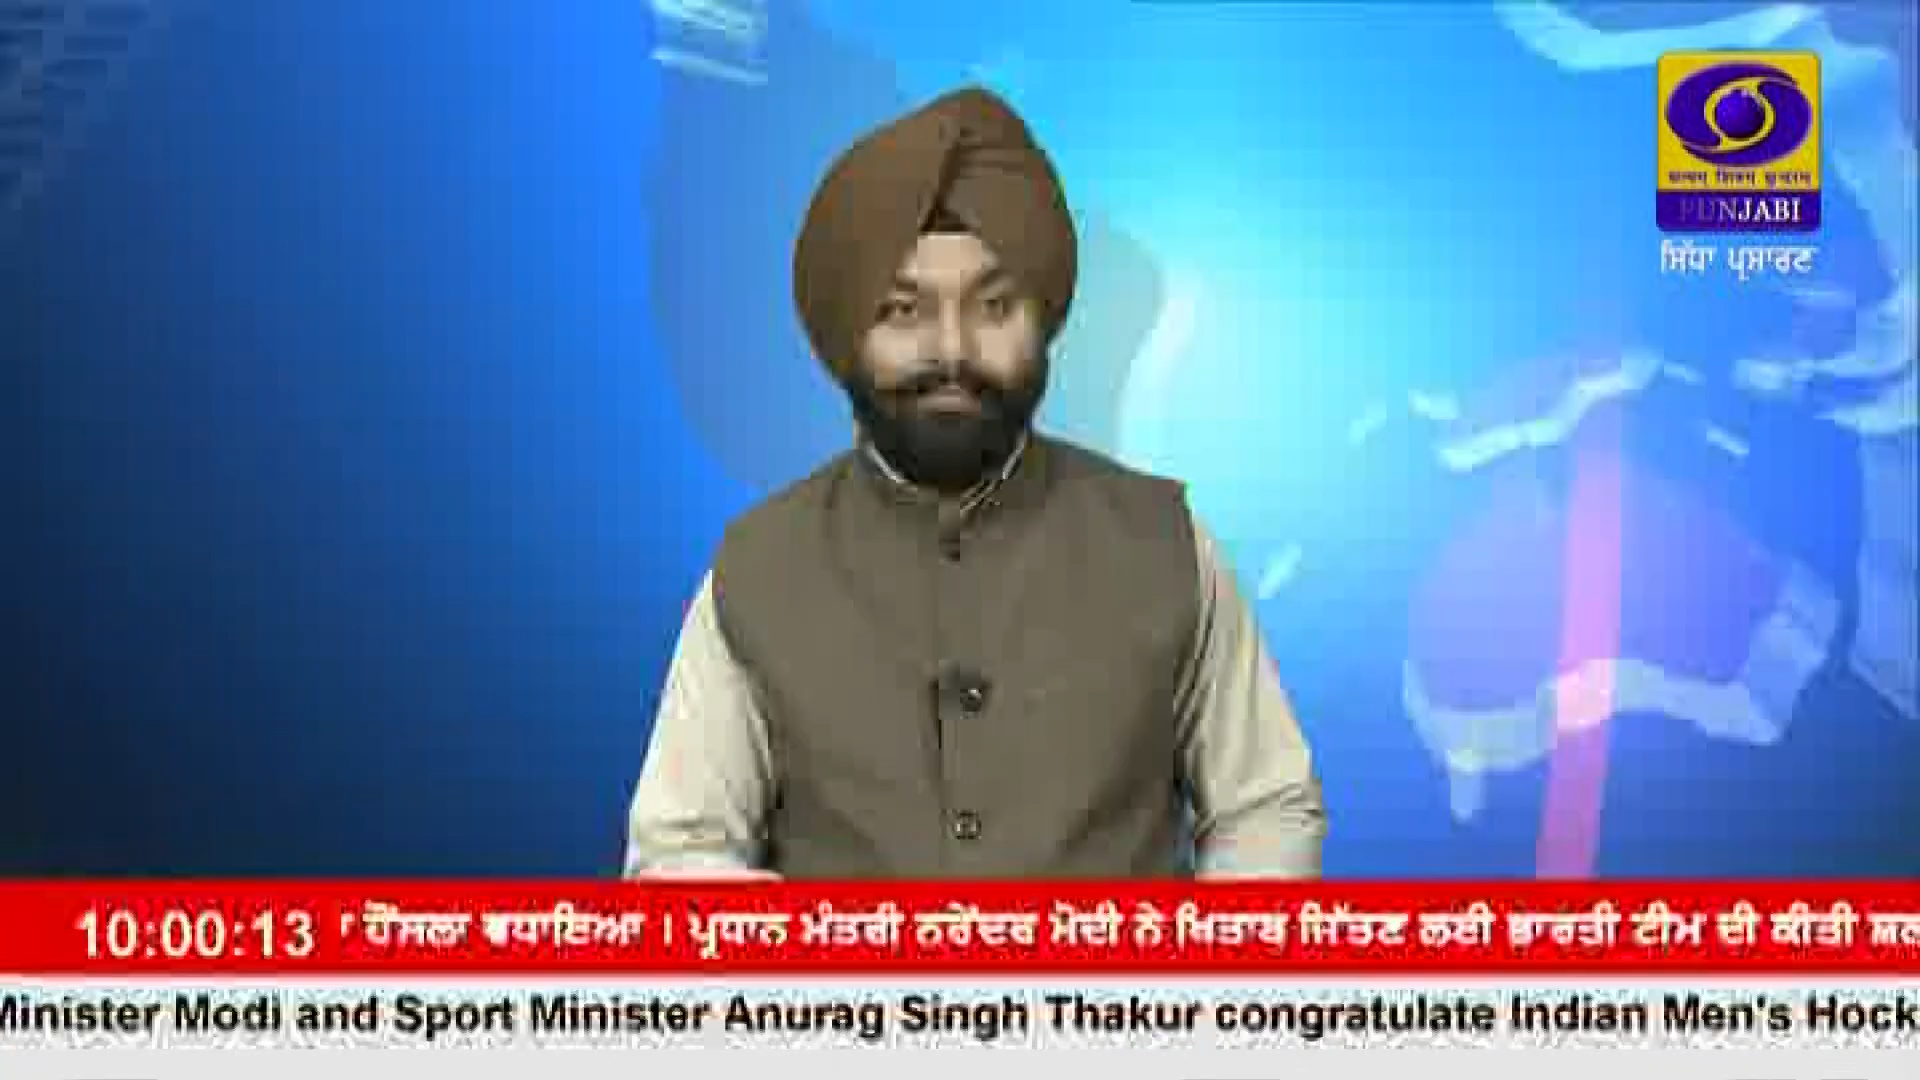 PUNJABI
ਸਿੱਧਾ ਪ੍ਰਸਾਰਣ
10:00:13 ਹੌਂਸਲਾ ਵਧਾਇਆ । ਪ੍ਰਧਾਨ ਮੰਤਰੀ ਨਰੇਂਦਰ ਮੋਦੀ ਨੇ ਖਿਤਾਬ ਜਿੱਤਣ ਲਈ ਭਾਰਤੀ ਟੀਮ ਦੀ ਕੀਤੀ
Minister Modi and Sport Minister Anurag Singh Thakur congratulate Indian Men's Hock